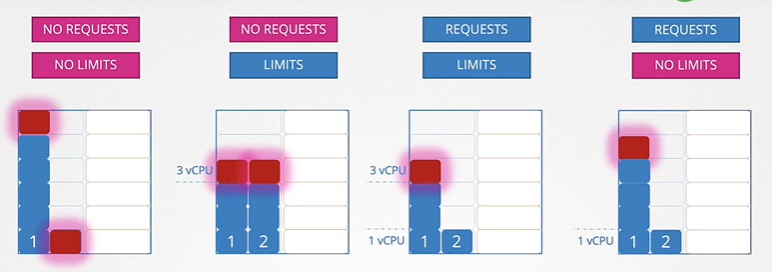 NO REQUESTS
NO LIMITS
1
NO REQUESTS
LIMITS
3 vCPU
1 2
REQUESTS
LIMITS
3 vCPU
1 vCPU
1 2
REQUESTS
NO LIMITS
1 vCPU
1 2